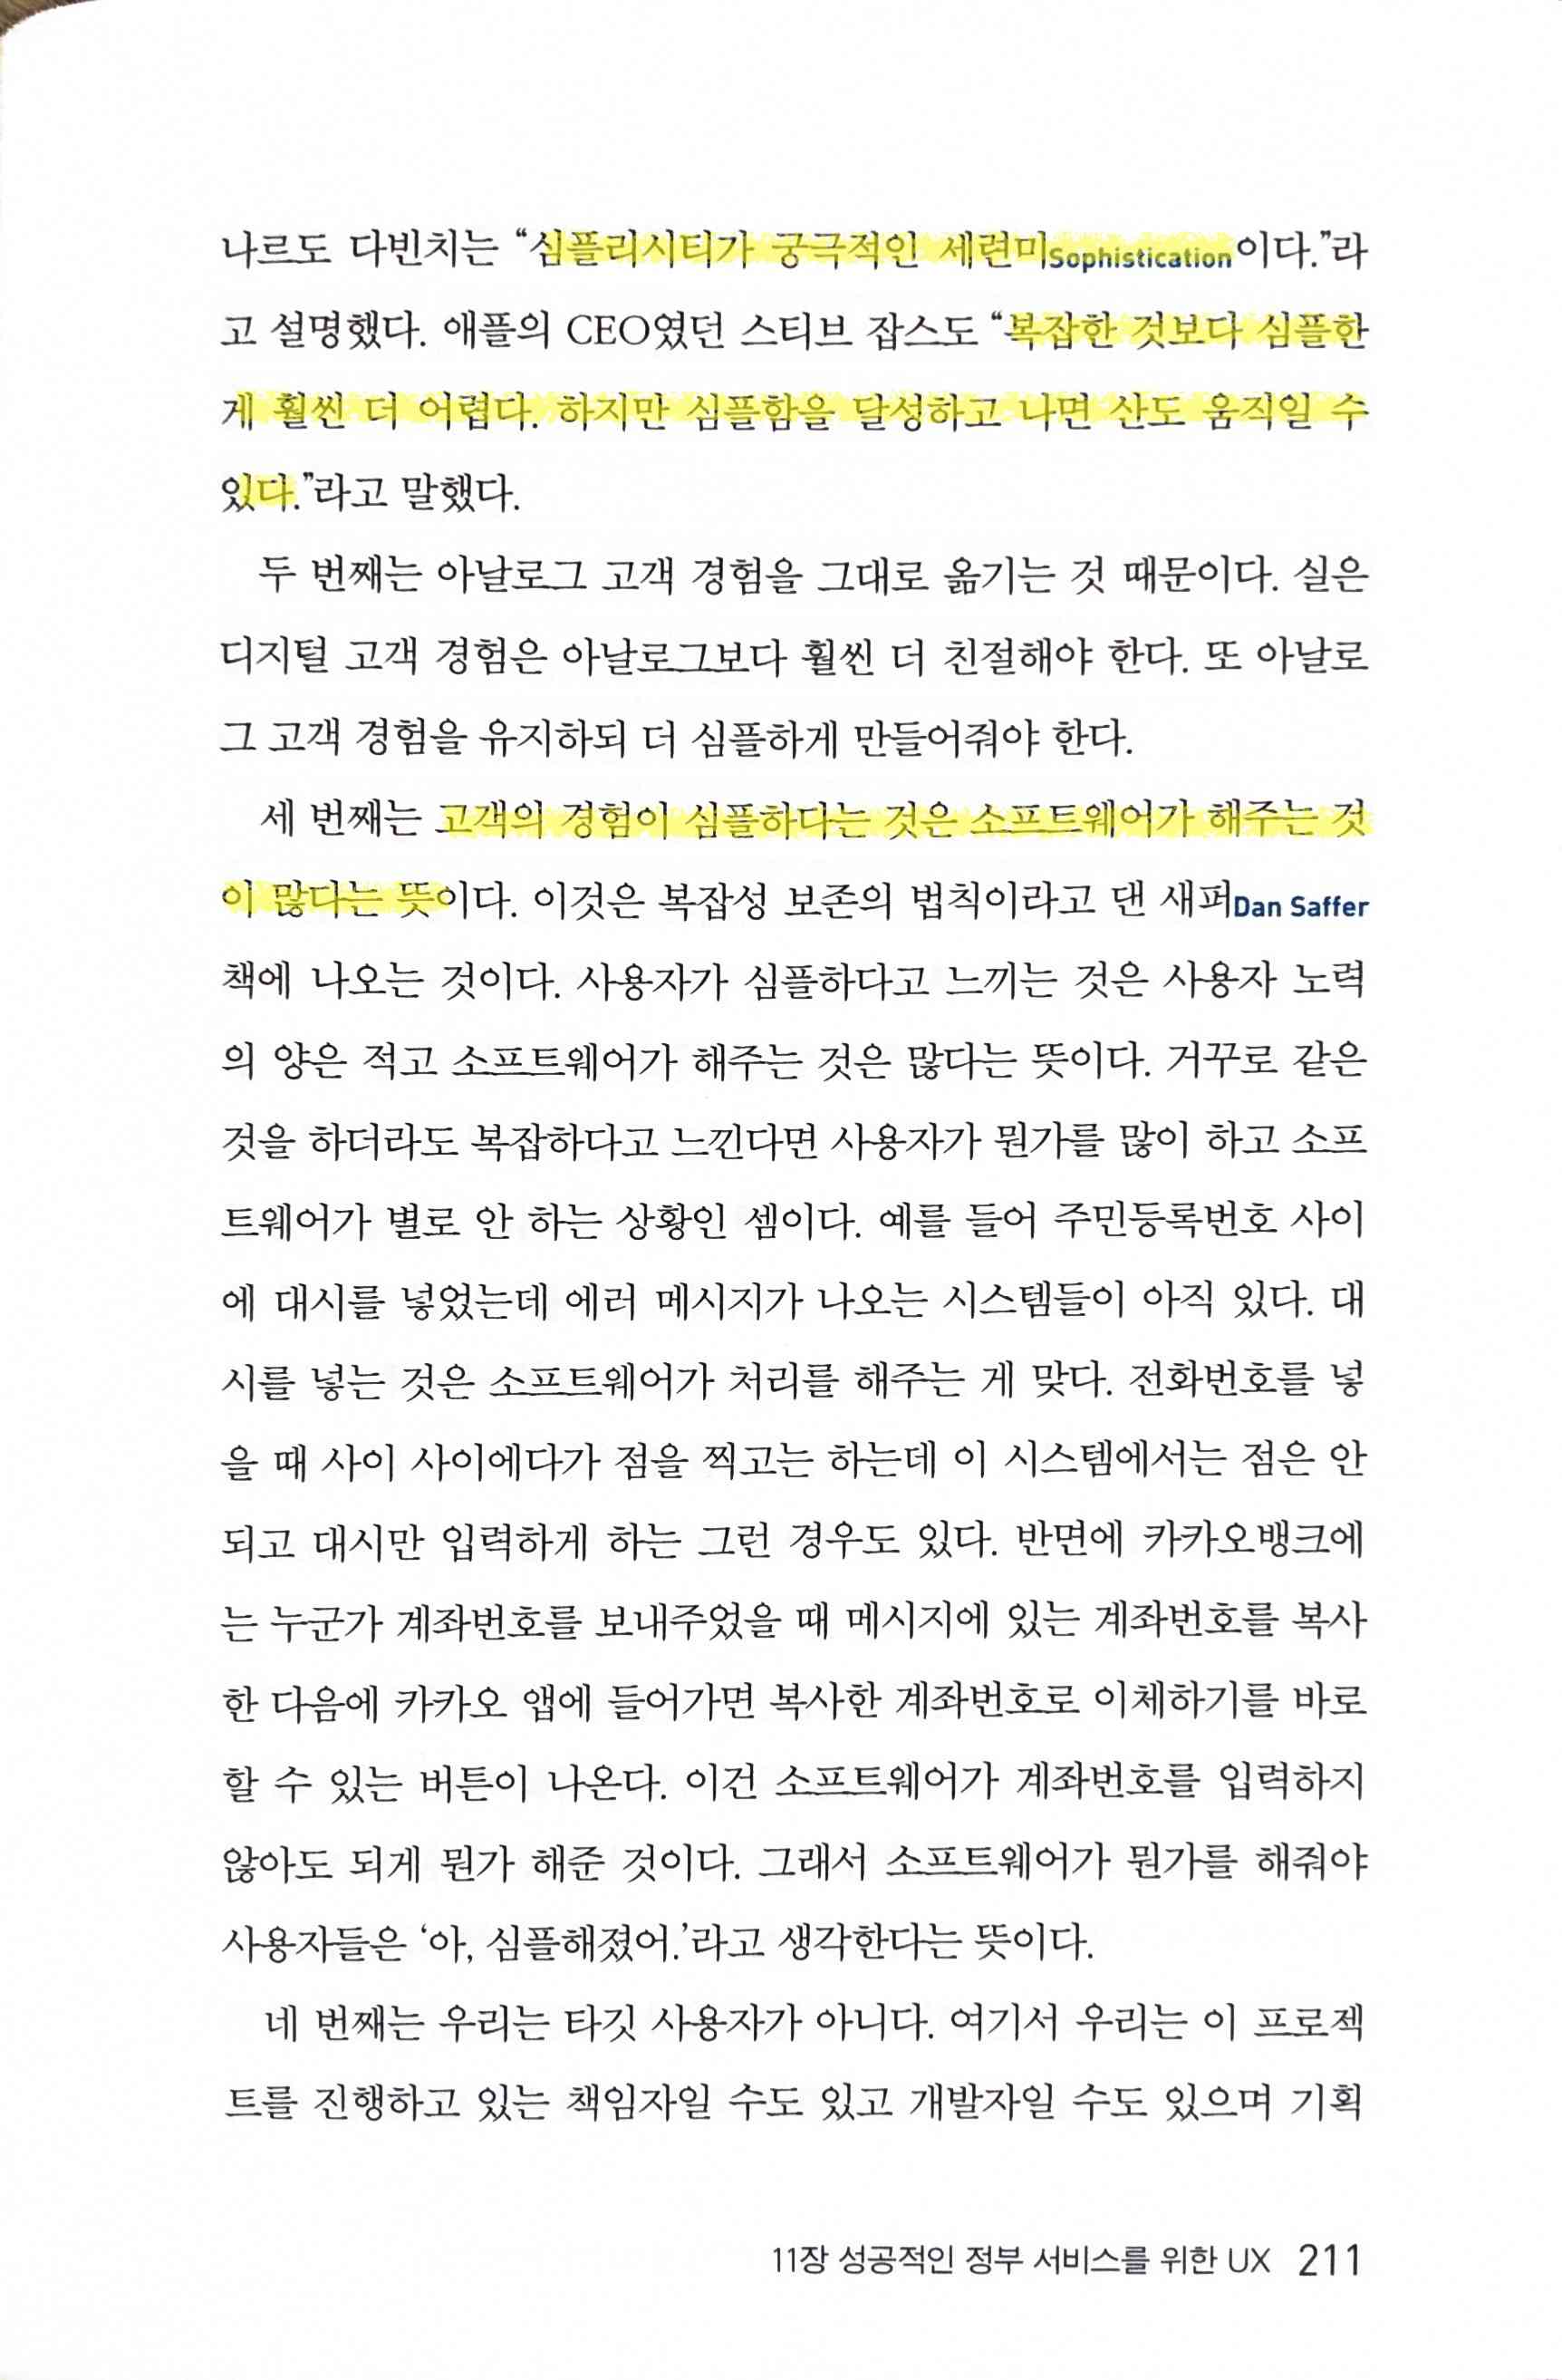 나르도 다빈치는 “심플리시티가 궁극적인 세련미Sophistication이다.”라
고 설명했다. 애플의 CEO였던 스티브 잡스도 “복잡한 것보다 심플한
게 훨씬 더 어렵다. 하지만 심플함을 달성하고 나면 산도 움직일 수
있다.”라고 말했다.
두 번째는 아날로그 고객 경험을 그대로 옮기는 것 때문이다. 실은
디지털 고객 경험은 아날로그보다 훨씬 더 친절해야 한다. 또 아날로
그 고객 경험을 유지하되 더 심플하게 만들어줘야 한다.
세 번째는 고객의 경험이 심플하다는 것은 소프트웨어가 해주는 것
이 많다는 뜻이다. 이것은 복잡성 보존의 법칙이라고 댄 새퍼Dan Saffer
책에 나오는 것이다. 사용자가 심플하다고 느끼는 것은 사용자 노력
의 양은 적고 소프트웨어가 해주는 것은 많다는 뜻이다. 거꾸로 같은
것을 하더라도 복잡하다고 느낀다면 사용자가 뭔가를 많이 하고 소프
트웨어가 별로 안 하는 상황인 셈이다. 예를 들어 주민등록번호 사이
에 대시를 넣었는데 에러 메시지가 나오는 시스템들이 아직 있다. 대
시를 넣는 것은 소프트웨어가 처리를 해주는 게 맞다. 전화번호를 넣
을 때 사이 사이에다가 점을 찍고는 하는데 이 시스템에서는 점은 안
되고 대시만 입력하게 하는 그런 경우도 있다. 반면에 카카오뱅크에
는 누군가 계좌번호를 보내주었을 때 메시지에 있는 계좌번호를 복사
한 다음에 카카오 앱에 들어가면 복사한 계좌번호로 이체하기를 바로
할 수 있는 버튼이 나온다. 이건 소프트웨어가 계좌번호를 입력하지
않아도 되게 뭔가 해준 것이다. 그래서 소프트웨어가 뭔가를 해줘야
사용자들은 ‘아, 심플해졌어.’라고 생각한다는 뜻이다.
네 번째는 우리는 타깃 사용자가 아니다. 여기서 우리는 이 프로젝
트를 진행하고 있는 책임자일 수도 있고 개발자일 수도 있으며 기획
11장 성공적인 정부 서비스를 위한 UX 211